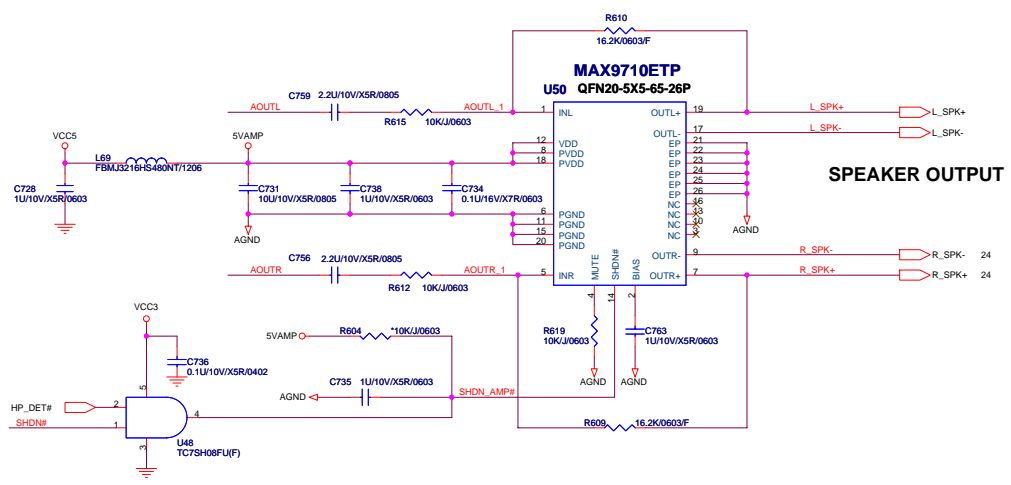 R610
16.2K/0603/F
MAX9710ETP
U50 QFN20-5X5-65-26P
C759 2.2U/10V/X5R/0805
AOUTL
AOUTL_1
R615 10K/J/0603
1 INL
OUTL+ 19
L_SPK+
L_SPK+
OUTL- 17
L_SPK-
L_SPK-
VCC5
5VAMP
L69
FBMJ3216HS480NT/1206
12 VDD
8 PVDD
18 PVDD
EP 21
EP 22
EP 23
EP 24
EP 25
EP 26
NC 16
NC 13
NC 10
NC 3
SPEAKER OUTPUT
C728
1U/10V/X5R/0603
C731
10U/10V/X5R/0805
C738
1U/10V/X5R/0603
C734
0.1U/16V/X7R/0603
6 PGND
11 PGND
15 PGND
20 PGND
AGND
AGND
C756 2.2U/10V/X5R/0805
AOUTR
AOUTR_1
R612 10K/J/0603
5 INR
OUTR- 9
R_SPK-
R_SPK- 24
OUTR+ 7
R_SPK+
R_SPK+ 24
MUTE
SHDN#
BIAS
4
14
2
VCC3
5VAMP
R604 *10K/J/0603
R619
10K/J/0603
C763
1U/10V/X5R/0603
AGND
AGND
C736
0.1U/10V/X5R/0402
C735 1U/10V/X5R/0603
AGND
SHDN_AMP#
5
HP_DET#
2
SHDN#
1
4
3
U48
TC7SH08FU(F)
R609 16.2K/0603/F